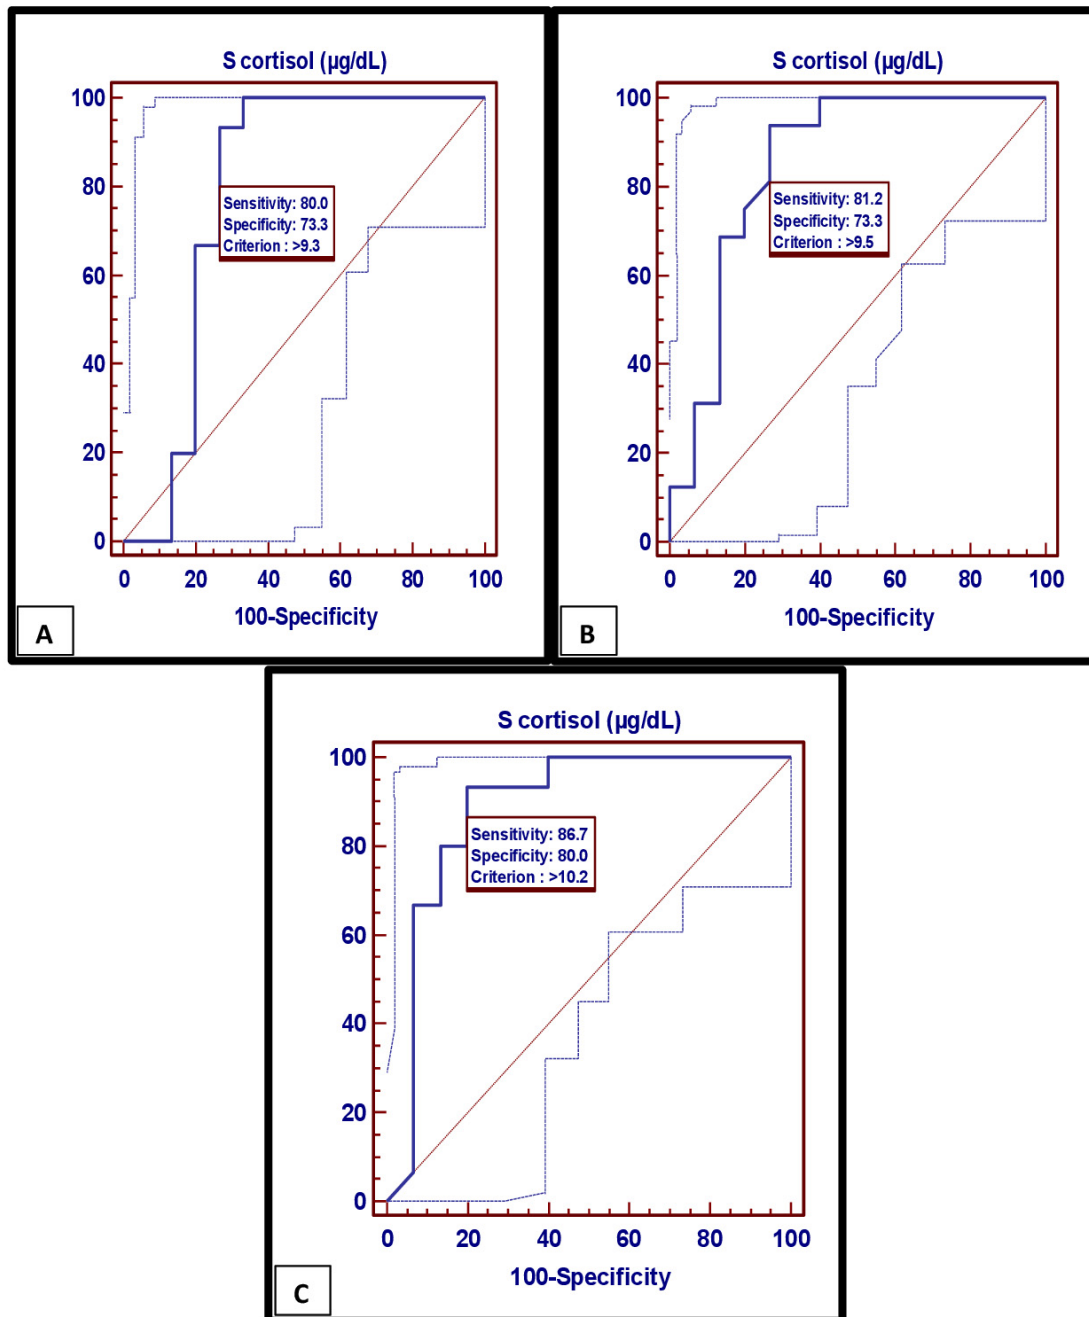 S cortisol (µg/dL)
100
80
60
40
20
0
Sensitivity: 80.0
Specificity: 73.3
Criterion : >9.3
0 20 40 60 80 100
100-Specificity
A
S cortisol (µg/dL)
100
80
60
40
20
0
Sensitivity: 81.2
Specificity: 73.3
Criterion : >9.5
0 20 40 60 80 100
100-Specificity
B
S cortisol (µg/dL)
100
80
60
40
20
0
Sensitivity: 86.7
Specificity: 80.0
Criterion : >10.2
0 20 40 60 80 100
100-Specificity
C